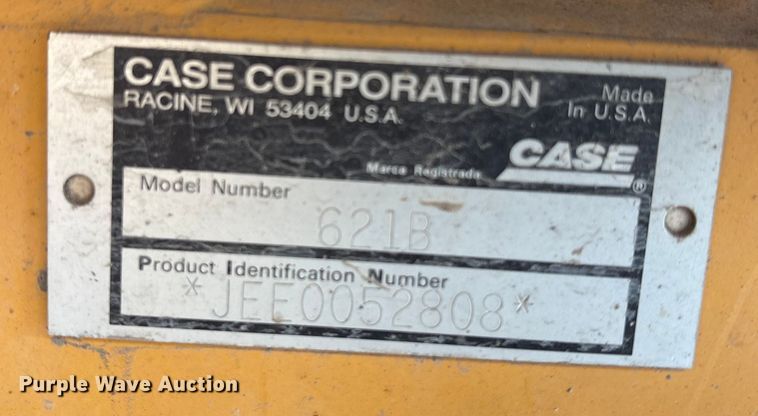 CASE CORPORATION
RACINE, WI 53404 U.S.A.
Made
In U.S.A.
Marca Registrada
CASE
®
Model Number
621B
Product Identification Number
*JEE0052808*
Purple Wave Auction